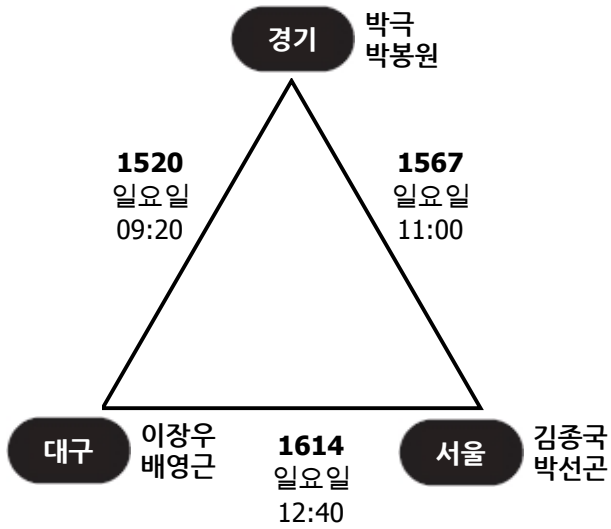 경기
박극
박봉원
1520
일요일
09:20
1567
일요일
11:00
대구
이장우
배영근
1614
일요일
12:40
서울
김종국
박선곤